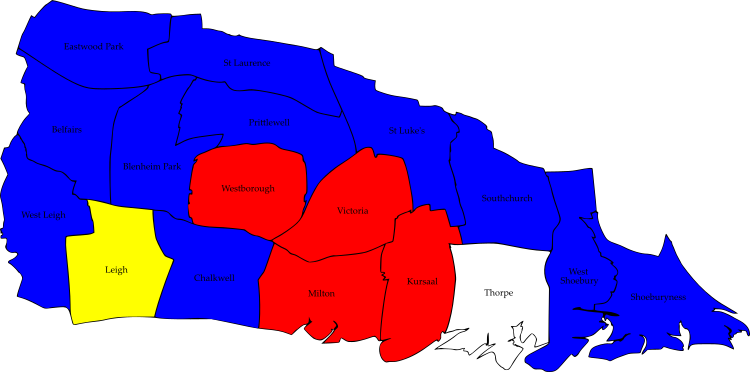 Eastwood Park
St Laurence
Belfairs
Prittlewell
St Luke's
Blenheim Park
Westborough
Southchurch
West Leigh
Victoria
Leigh
Chalkwell
West
Shoebury
Kursaal
Milton
Thorpe
Shoeburyness